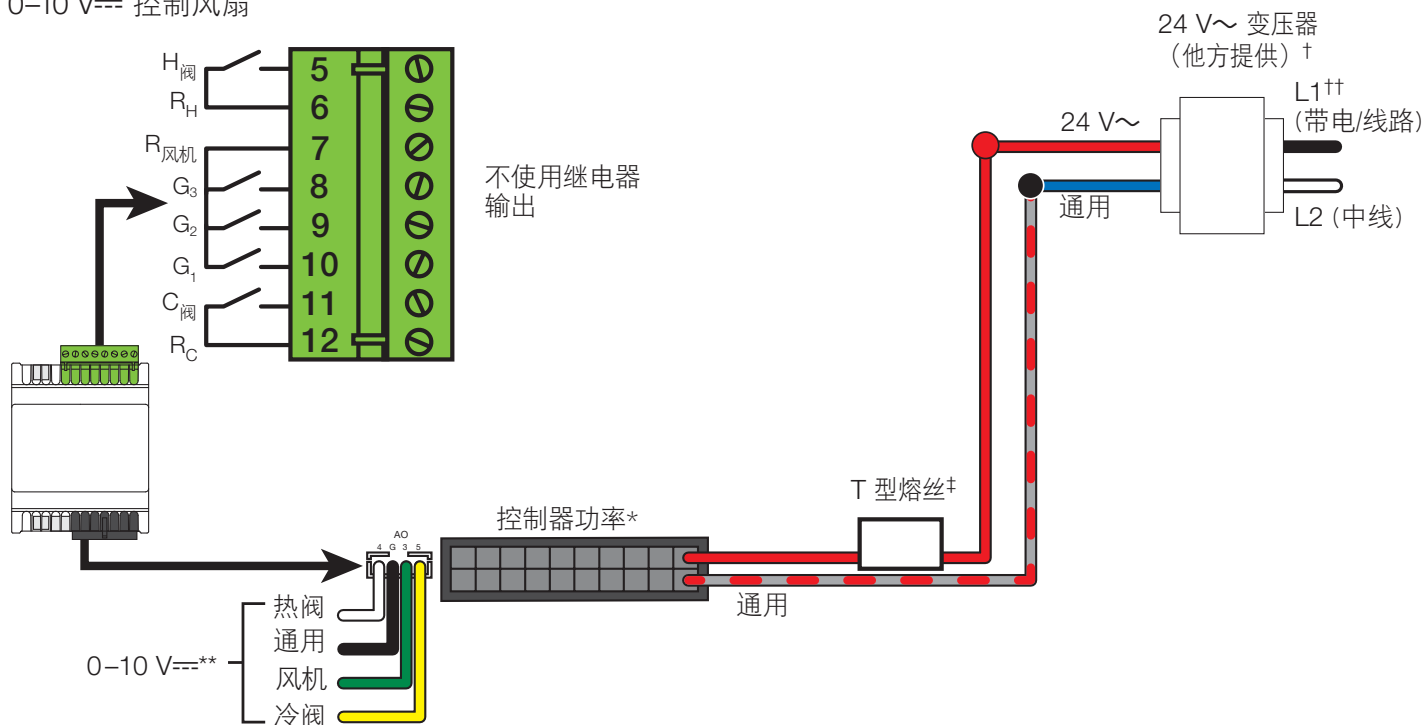 0–10 V⎓ 控制风扇
24 V～ 变压器
（他方提供）†
L1††
(带电/线路)
24 V～
通用
L2 (中线)
H阀
RH
R风机
G3
G2
G1
C阀
RC
5
6
7
8
9
10
11
12
不使用继电器
输出
T 型熔丝‡
控制器功率*
AO
4 G 3 5
通用
热阀
通用
0–10 V⎓**
风机
冷阀